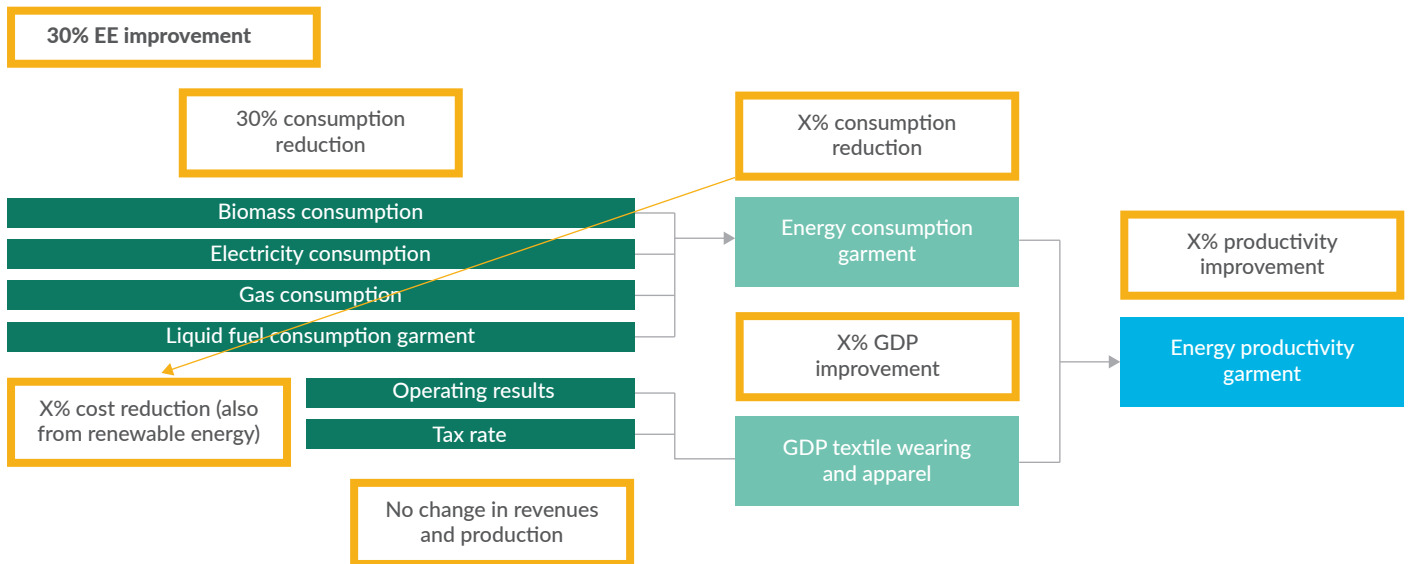 30% EE improvement
30% consumption
reduction
X% consumption
reduction
Biomass consumption
Electricity consumption
Gas consumption
Liquid fuel consumption garment
Energy consumption
garment
X% productivity
improvement
X% GDP
improvement
Energy productivity
garment
X% cost reduction (also
from renewable energy)
Operating results
Tax rate
GDP textile wearing
and apparel
No change in revenues
and production